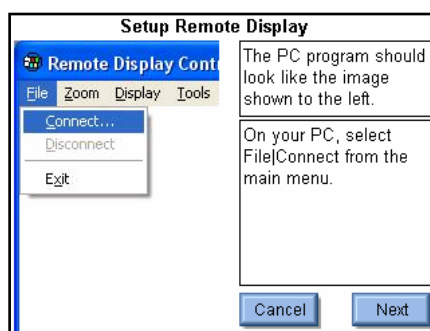 Setup Remote Display
Remote Display Contr
File Zoom Display Tools
Connect...
Disconnect
Exit
The PC program should
look like the image
shown to the left.
On your PC, select
File|Connect from the
main menu.
Cancel Next